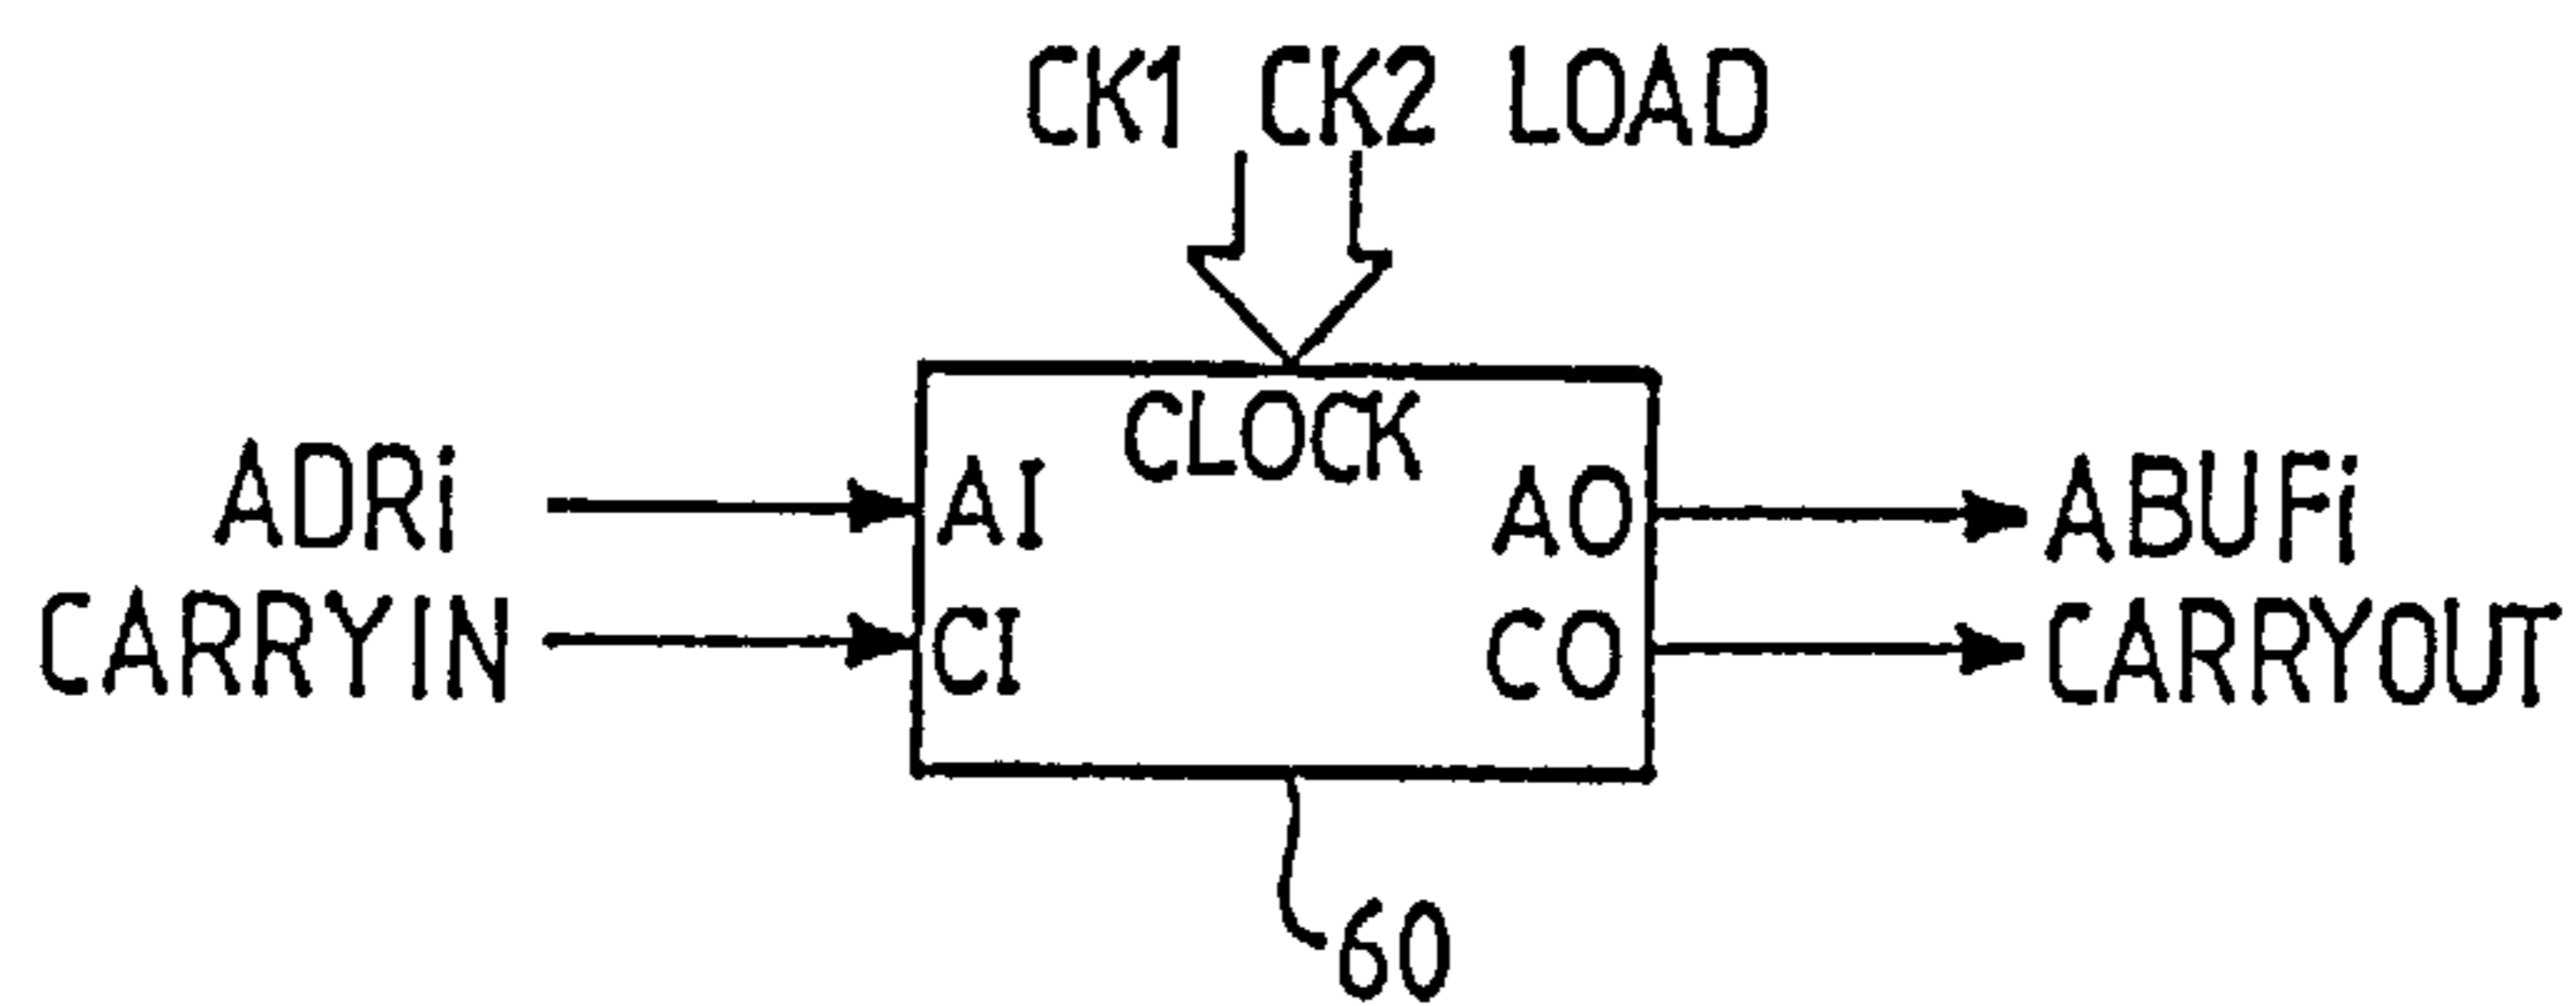 CK1 CK2 LOAD
CLOCK
ADRi AI AO ABUFi
CARRYIN CI CO CARRYOUT
60